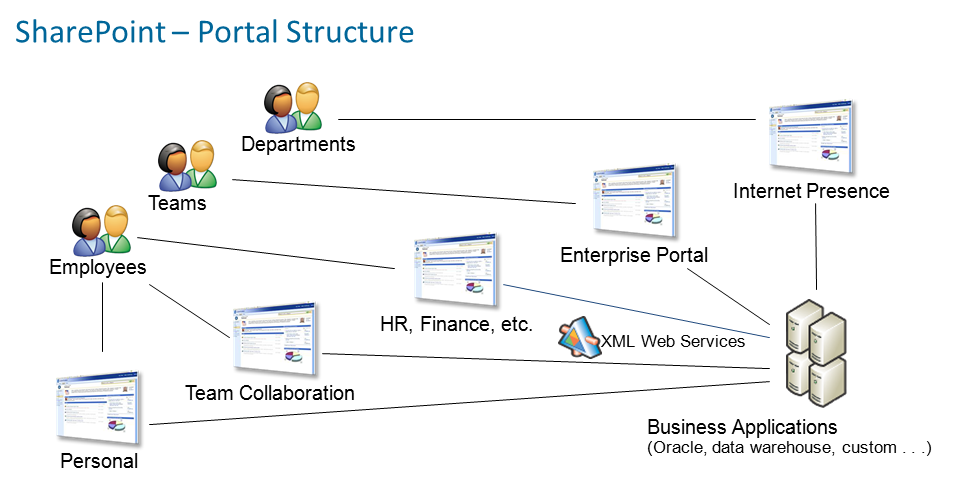 SharePoint – Portal Structure
Departments
Teams
Internet Presence
Employees
Enterprise Portal
HR, Finance, etc.
XML Web Services
Team Collaboration
Business Applications
(Oracle, data warehouse, custom . . .)
Personal